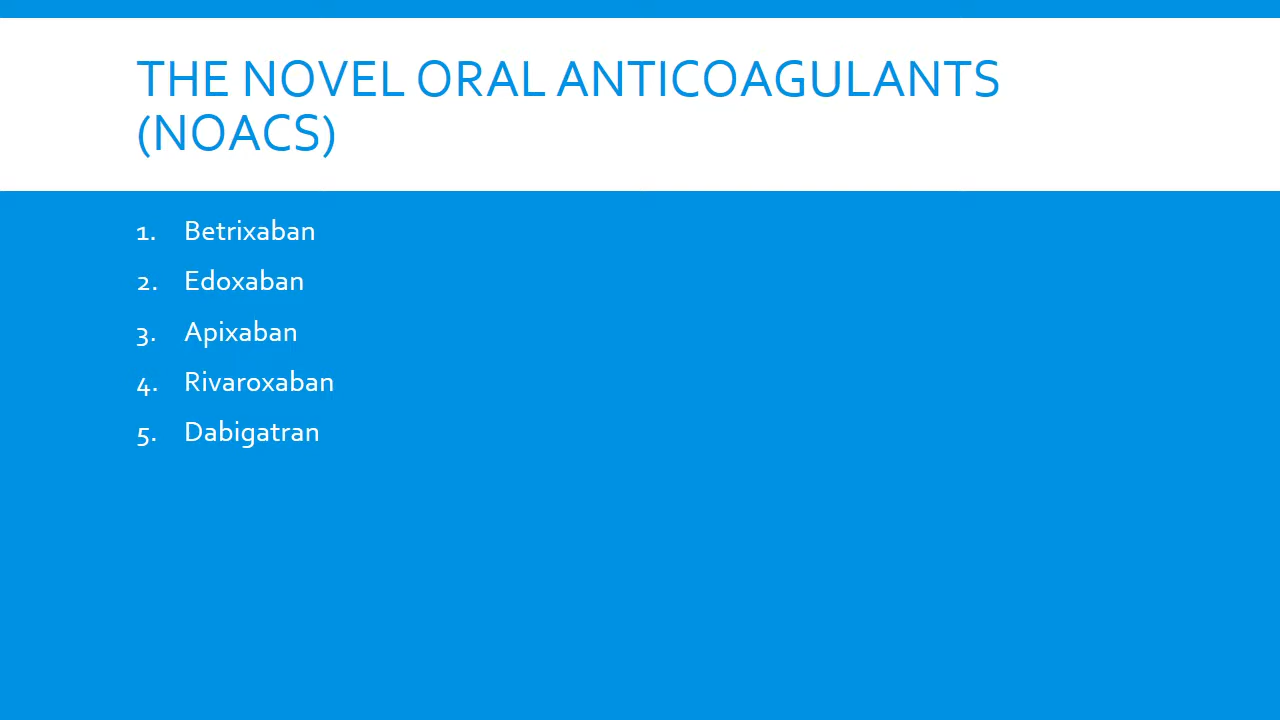 THE NOVEL ORAL ANTICOAGULANTS
(NOACS)
1. Betrixaban
2. Edoxaban
3. Apixaban
4. Rivaroxaban
5. Dabigatran